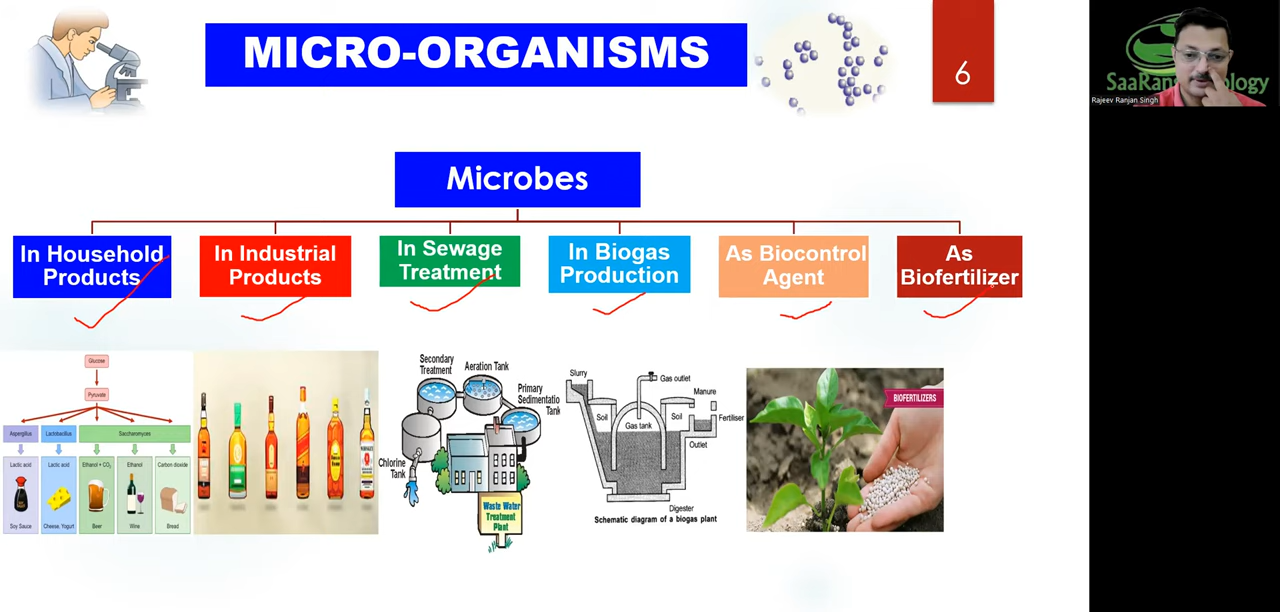 MICRO-ORGANISMS
6
SaaRan
ology
Rajeev Ranjan Singh
Microbes
In Household
Products
In Industrial
Products
In Sewage
Treatment
In Biogas
Production
As Biocontrol
Agent
As
Biofertilizer
Glucose
Pyruvate
Aspergillus
Lactobacillus
Saccharomyces
Lactic acid
Lactic acid
Ethanol + CO2
Ethanol
Carbon dioxide
Soy Sauce
Cheese, Yogurt
Beer
Wine
Bread
Secondary
Treatment
Aeration Tank
Primary
Sedimentatio
Tank
Chlorine
Tank
Waste Water
Treatment
Plant
Slurry
Gas outlet
Manure
Soil
Gas tank
Soil
Fertiliser
Outlet
Digester
Schematic diagram of a biogas plant
BIOFERTILIZERS